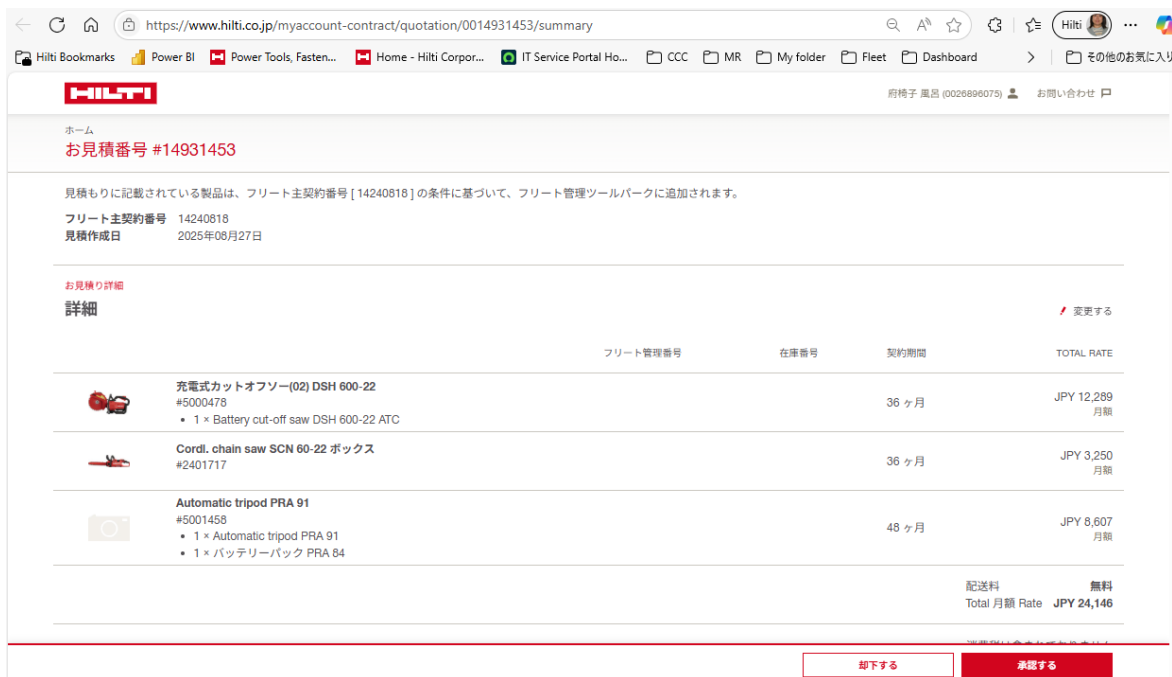 https://www.hilti.co.jp/myaccount-contract/quotation/0014931453/summary
Hilti
Hilti Bookmarks
Power BI
Power Tools, Fasten...
Home - Hilti Corpor...
IT Service Portal Ho...
CCC
MR
My folder
Fleet
Dashboard
その他のお気に入り
HILTI
府椅子 風呂 (0026896075)
お問い合わせ
ホーム
お見積番号 #14931453
見積もりに記載されている製品は、フリート主契約番号 [ 14240818 ] の条件に基づいて、フリート管理ツールパークに追加されます。
フリート主契約番号 14240818
見積作成日 2025年08月27日
お見積り詳細
詳細
変更する
フリート管理番号 在庫番号 契約期間 TOTAL RATE
充電式カットオフソー(02) DSH 600-22
#5000478
• 1 × Battery cut-off saw DSH 600-22 ATC
36 ヶ月
JPY 12,289
月額
Cordl. chain saw SCN 60-22 ボックス
#2401717
36 ヶ月
JPY 3,250
月額
Automatic tripod PRA 91
#5001458
• 1 × Automatic tripod PRA 91
• 1 × バッテリーパック PRA 84
48 ヶ月
JPY 8,607
月額
配送料 無料
Total 月額 Rate JPY 24,146
却下する
承認する